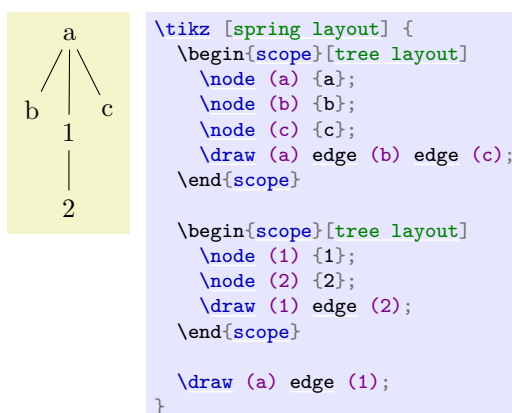 a
b
1
c
2
\tikz [spring layout] {
  \begin{scope}[tree layout]
    \node (a) {a};
    \node (b) {b};
    \node (c) {c};
    \draw (a) edge (b) edge (c);
  \end{scope}

  \begin{scope}[tree layout]
    \node (1) {1};
    \node (2) {2};
    \draw (1) edge (2);
  \end{scope}

  \draw (a) edge (1);
}